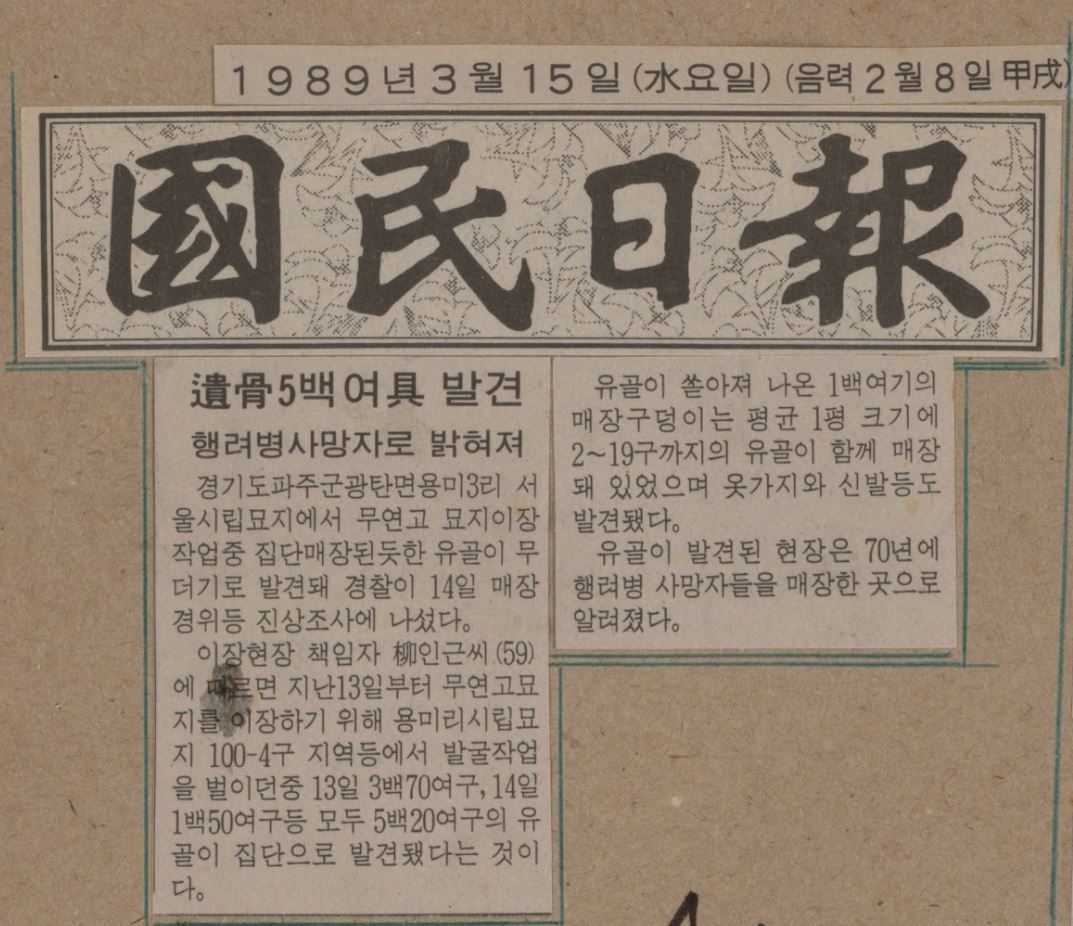 1989년 3월 15일 (水요일) (음력 2월 8일 甲戌)
國民日報
遺骨5백여具 발견
행려병사망자로 밝혀져
경기도파주군광탄면용미3리 서
울시립묘지에서 무연고 묘지이장
작업중 집단매장된듯한 유골이 무
더기로 발견돼 경찰이 14일 매장
경위등 진상조사에 나섰다。
이장현장 책임자 柳인근씨(59)
에 따르면 지난13일부터 무연고묘
지를 이장하기 위해 용미리시립묘
지 100-4구 지역등에서 발굴작업
을 벌이던중 13일 3백70여구, 14일
1백50여구등 모두 5백20여구의 유
골이 집단으로 발견됐다는 것이
다。
유골이 쏟아져 나온 1백여기의
매장구덩이는 평균 1평 크기에
2~19구까지의 유골이 함께 매장
돼 있었으며 옷가지와 신발등도
발견됐다。
유골이 발견된 현장은 70년에
행려병 사망자들을 매장한 곳으로
알려졌다。